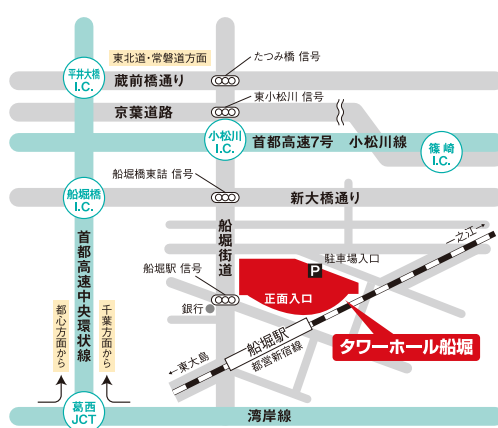 東北道・常磐道方面
たつみ橋 信号
平井大橋
I.C.
蔵前橋通り
東小松川 信号
京葉道路
小松川
I.C.
首都高速7号 小松川線
篠崎
I.C.
船堀橋東詰 信号
船堀橋
I.C.
新大橋通り
船堀街道
首都高速中央環状線
一之江→
駐車場入口
P
船堀駅 信号
正面入口
銀行
都心方面から
千葉方面から
船堀駅
都営新宿線
タワーホール船堀
←東大島
葛西
JCT
湾岸線